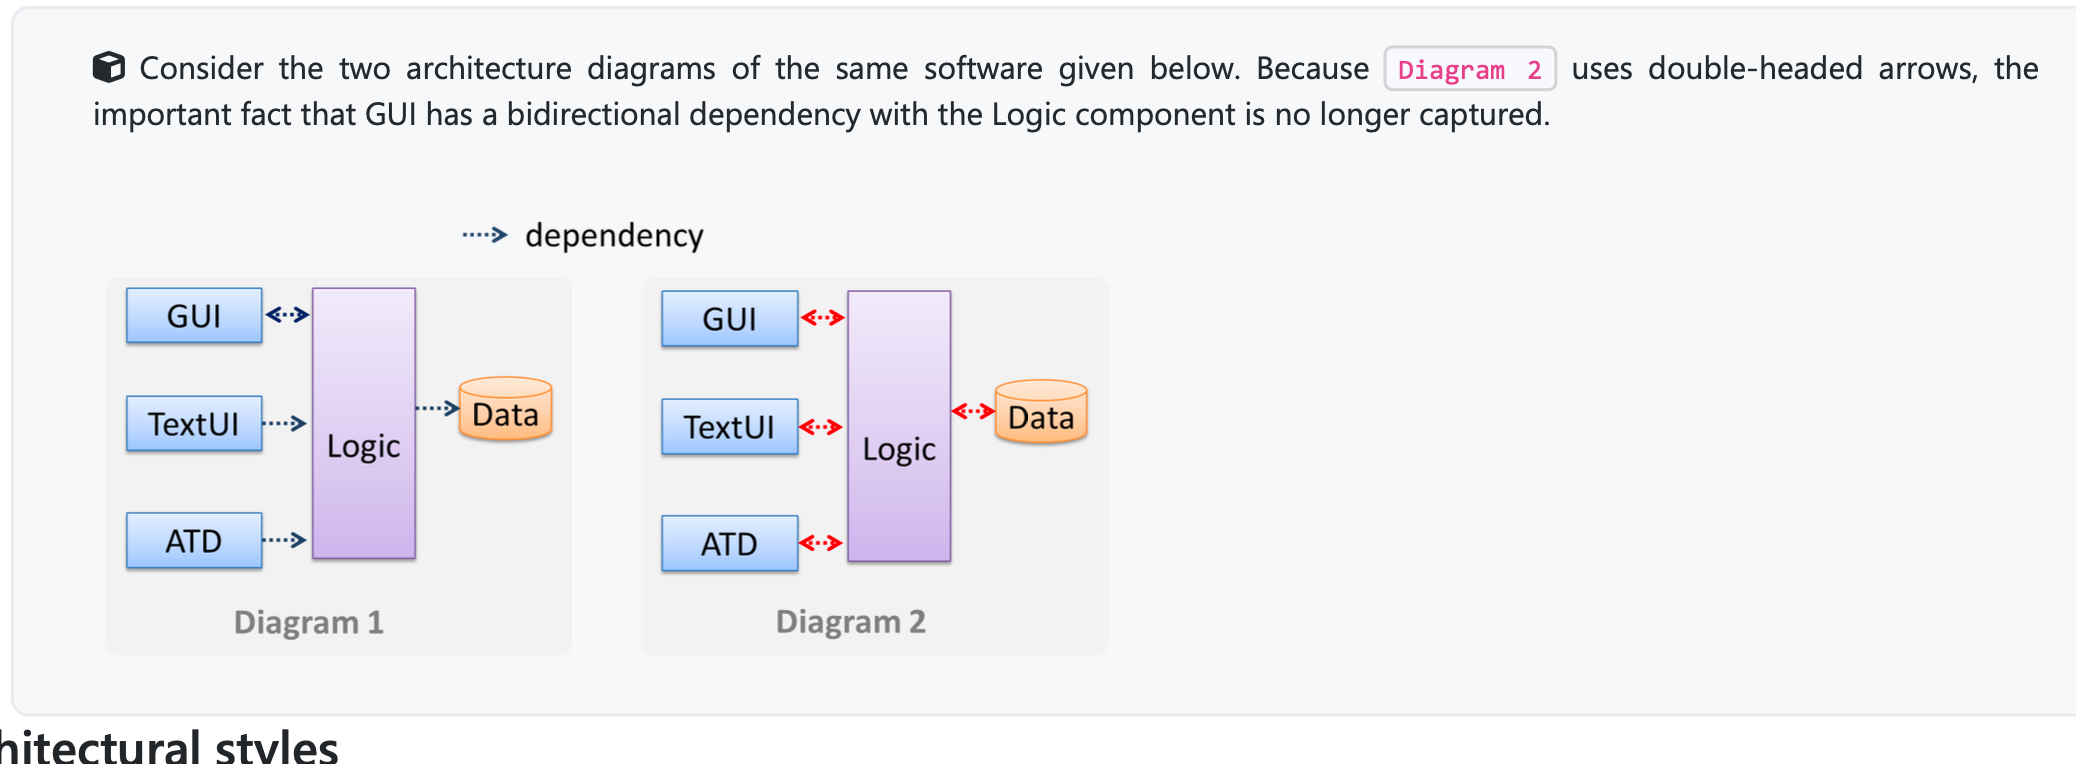 Consider the two architecture diagrams of the same software given below. Because Diagram 2 uses double-headed arrows, the
important fact that GUI has a bidirectional dependency with the Logic component is no longer captured.
dependency
GUI
TextUI
ATD
Logic
Data
Diagram 1
GUI
TextUI
ATD
Logic
Data
Diagram 2
hitectural styles